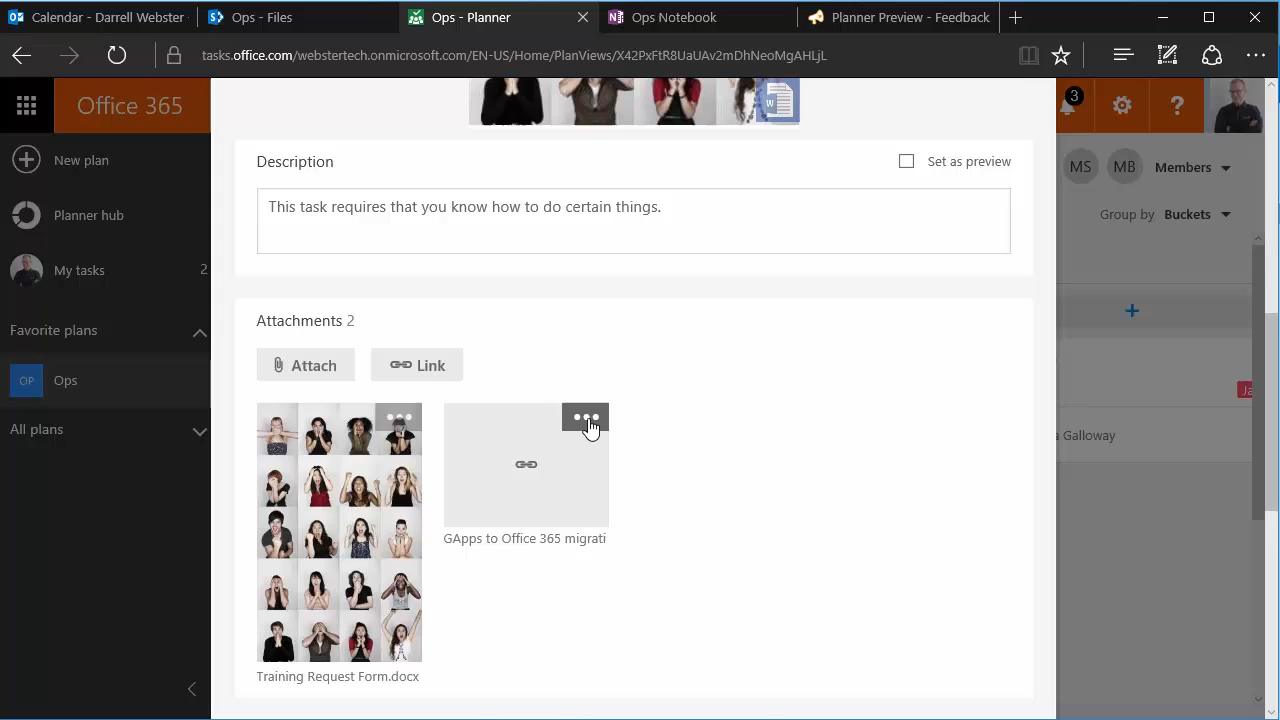 Calendar - Darrell Webster
Ops - Files
Ops - Planner
Ops Notebook
Planner Preview - Feedback
tasks.office.com/webstertech.onmicrosoft.com/EN-US/Home/PlanViews/X42PxFtR8UaUAv2mDhNeoMgAHLjL
Office 365
3
?
New plan
Planner hub
My tasks 2
Favorite plans
OP Ops
All plans
W
Description
Set as preview
This task requires that you know how to do certain things.
Attachments 2
Attach
Link
Training Request Form.docx
GApps to Office 365 migrati
MS MB Members
Group by Buckets
Ja
a Galloway